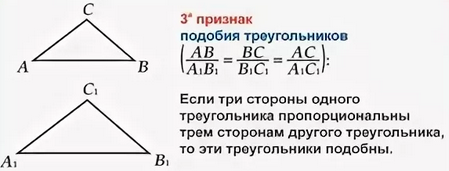 C
A
B
C₁
A₁
B₁
3ᵃ признак
подобия треугольников
(AB/A₁B₁ = BC/B₁C₁ = AC/A₁C₁):
Если три стороны одного
треугольника пропорциональны
трем сторонам другого треугольника,
то эти треугольники подобны.